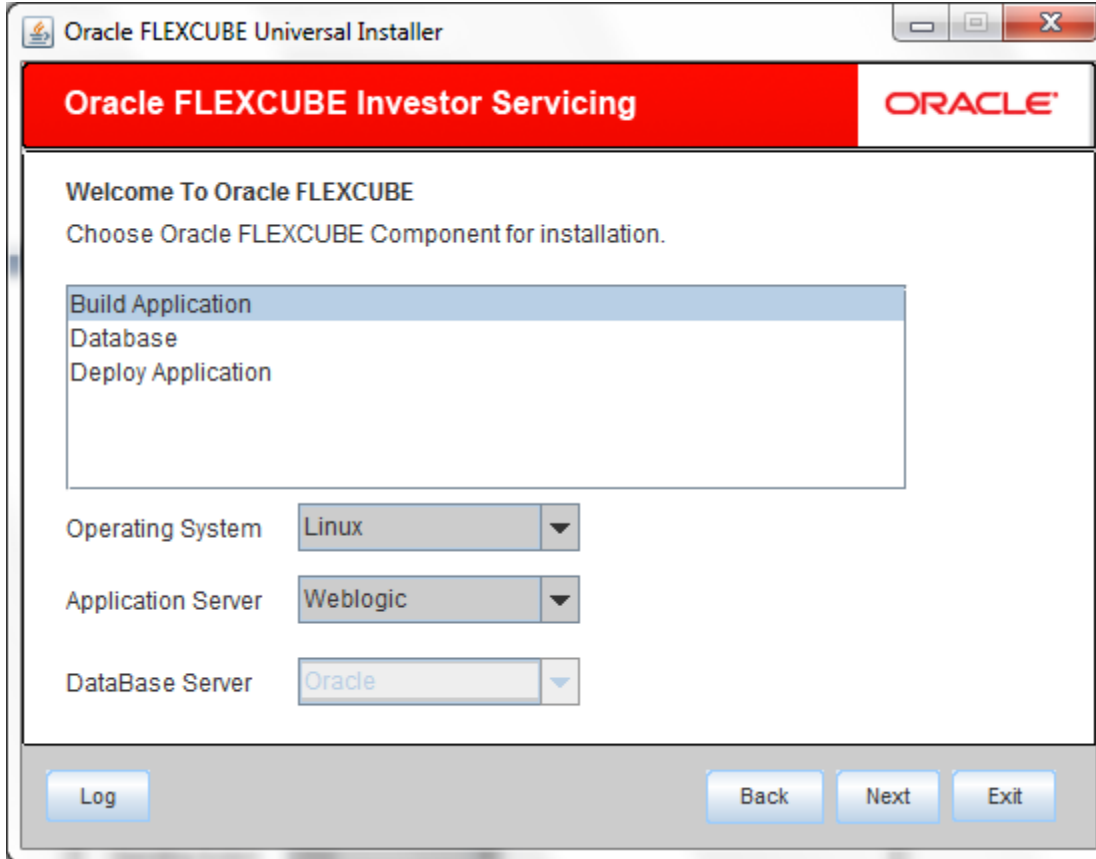 Oracle FLEXCUBE Universal Installer
Oracle FLEXCUBE Investor Servicing
ORACLE
Welcome To Oracle FLEXCUBE
Choose Oracle FLEXCUBE Component for installation.
Build Application
Database
Deploy Application
Operating System Linux
Application Server Weblogic
DataBase Server Oracle
Log Back Next Exit